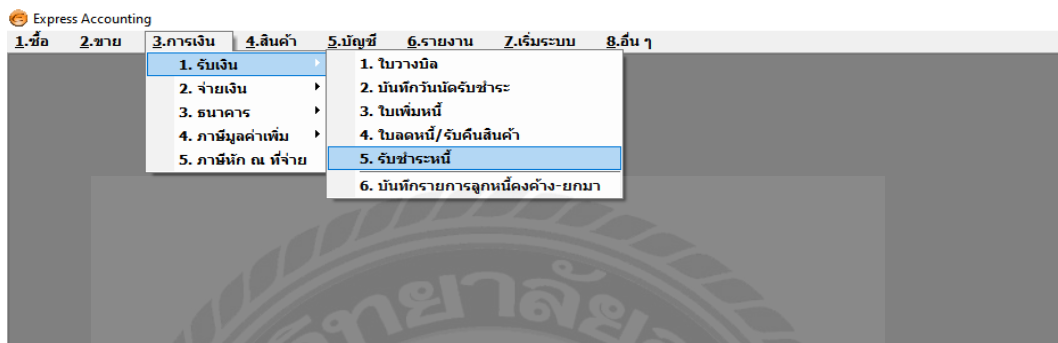 Express Accounting
1.ซื้อ 2.ขาย 3.การเงิน 4.สินค้า 5.บัญชี 6.รายงาน 7.เริ่มระบบ 8.อื่น ๆ
1. รับเงิน
2. จ่ายเงิน
3. ธนาคาร
4. ภาษีมูลค่าเพิ่ม
5. ภาษีหัก ณ ที่จ่าย
1. ใบวางบิล
2. บันทึกวันนัดรับชำระ
3. ใบเพิ่มหนี้
4. ใบลดหนี้/รับคืนสินค้า
5. รับชำระหนี้
6. บันทึกรายการลูกหนี้คงค้าง-ยกมา